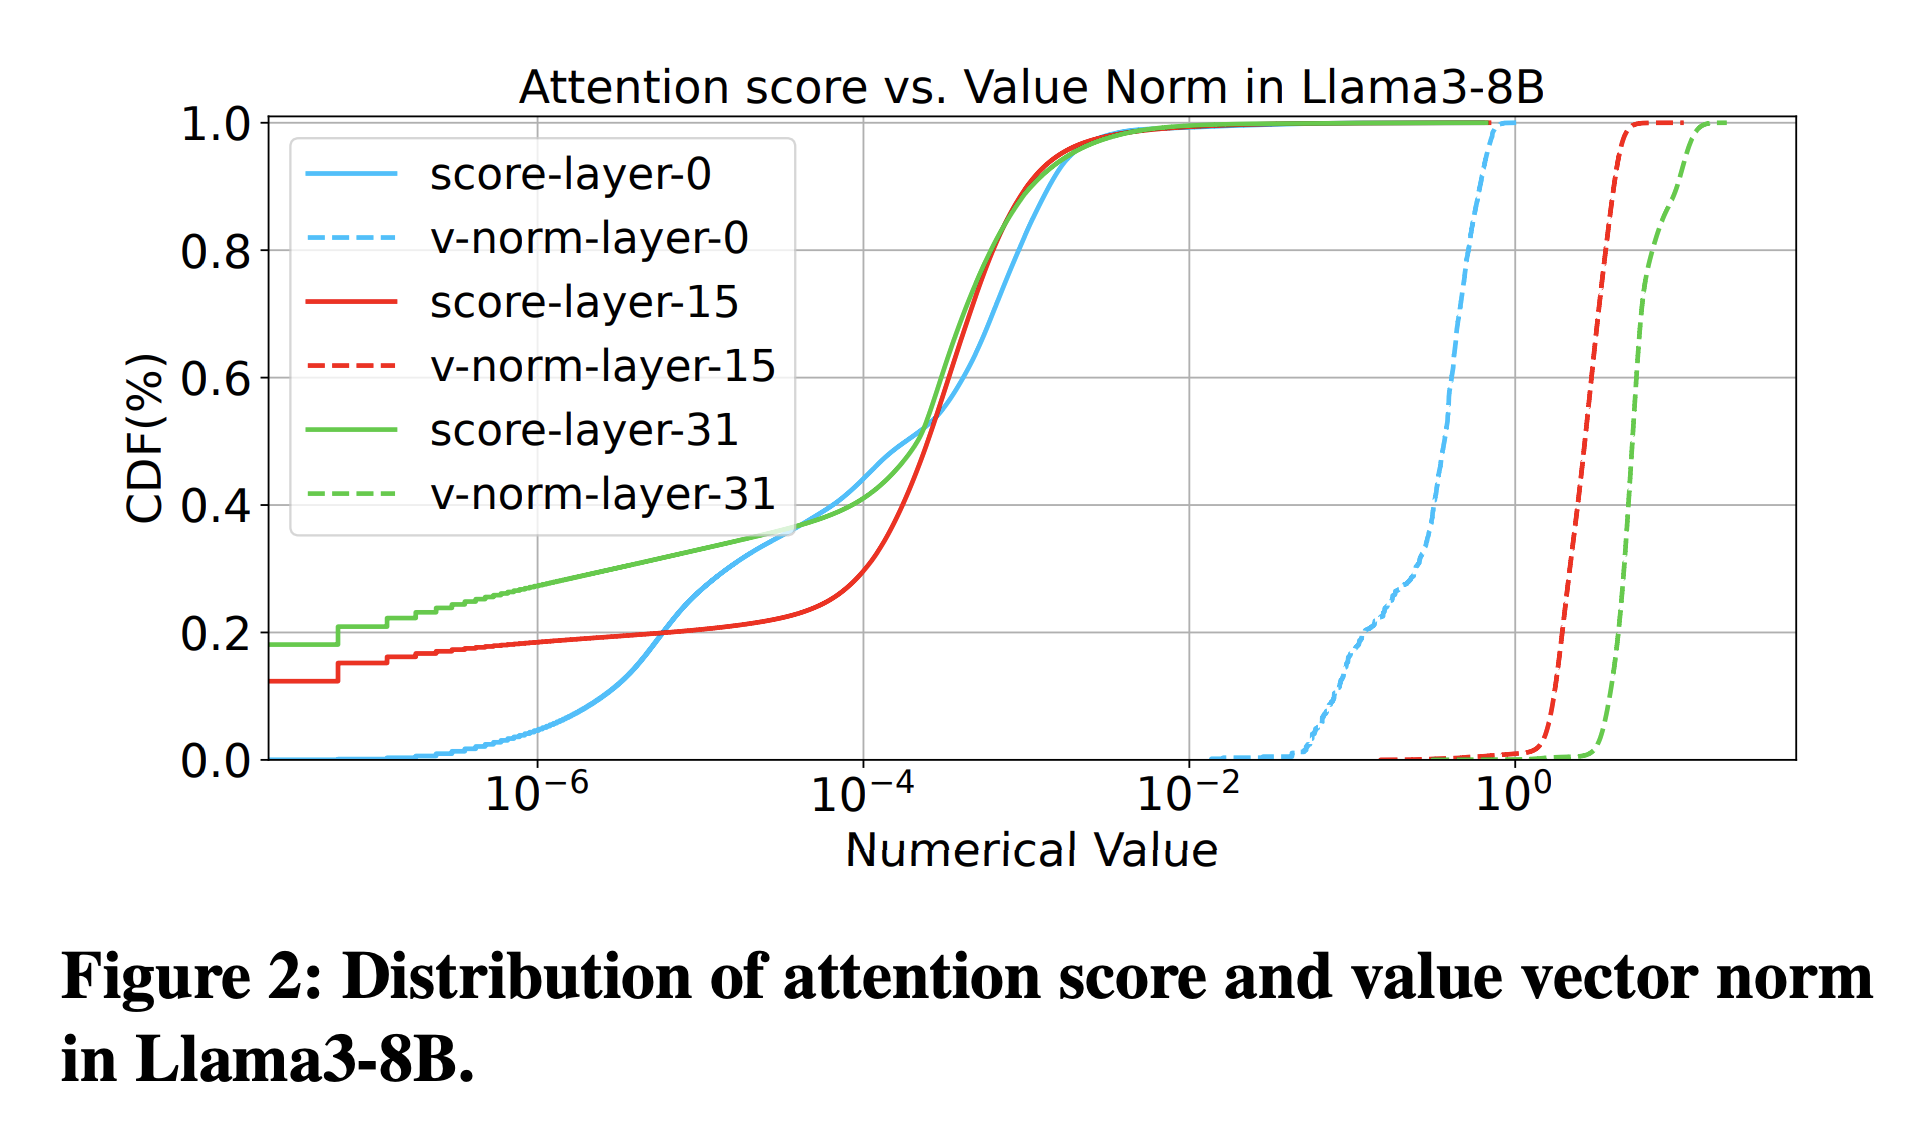 Attention score vs. Value Norm in Llama3-8B
1.0
0.8
0.6
0.4
0.2
0.0
CDF(%)
score-layer-0
v-norm-layer-0
score-layer-15
v-norm-layer-15
score-layer-31
v-norm-layer-31
10⁻⁶ 10⁻⁴ 10⁻² 10⁰
Numerical Value
Figure 2: Distribution of attention score and value vector norm
in Llama3-8B.